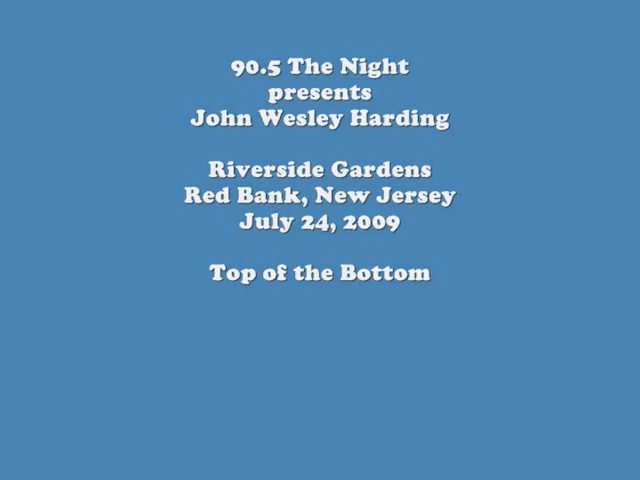 90.5 The Night
presents
John Wesley Harding
Riverside Gardens
Red Bank, New Jersey
July 24, 2009
Top of the Bottom